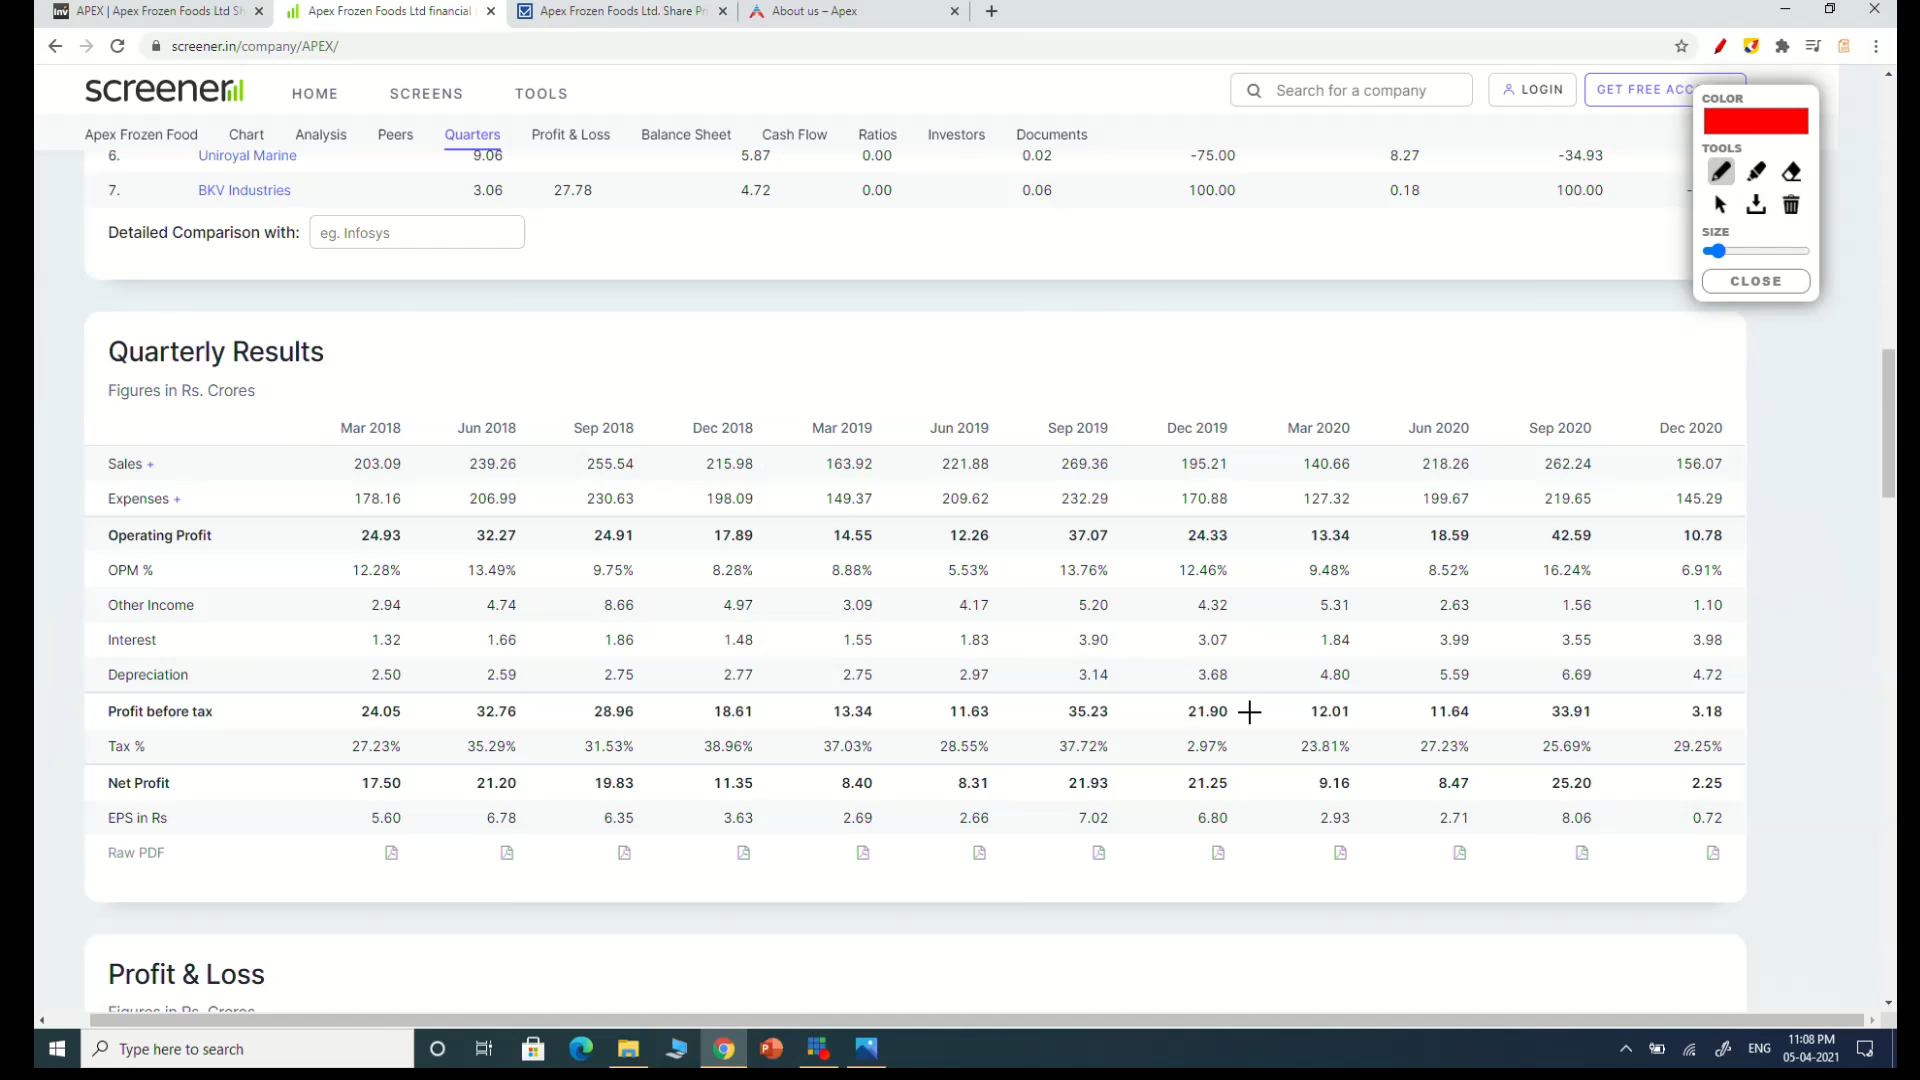 APEX | Apex Frozen Foods Ltd Sh
Apex Frozen Foods Ltd financial
Apex Frozen Foods Ltd. Share Pr
About us – Apex
screener.in/company/APEX/
screener HOME SCREENS TOOLS Search for a company LOGIN GET FREE ACC
Apex Frozen Food Chart Analysis Peers Quarters Profit & Loss Balance Sheet Cash Flow Ratios Investors Documents
6. Uniroyal Marine 9.06 5.87 0.00 0.02 -75.00 8.27 -34.93
7. BKV Industries 3.06 27.78 4.72 0.00 0.06 100.00 0.18 100.00 -
Detailed Comparison with: eg. Infosys
COLOR
TOOLS
SIZE
CLOSE
Quarterly Results
Figures in Rs. Crores
Mar 2018 Jun 2018 Sep 2018 Dec 2018 Mar 2019 Jun 2019 Sep 2019 Dec 2019 Mar 2020 Jun 2020 Sep 2020 Dec 2020
Sales + 203.09 239.26 255.54 215.98 163.92 221.88 269.36 195.21 140.66 218.26 262.24 156.07
Expenses + 178.16 206.99 230.63 198.09 149.37 209.62 232.29 170.88 127.32 199.67 219.65 145.29
Operating Profit 24.93 32.27 24.91 17.89 14.55 12.26 37.07 24.33 13.34 18.59 42.59 10.78
OPM % 12.28% 13.49% 9.75% 8.28% 8.88% 5.53% 13.76% 12.46% 9.48% 8.52% 16.24% 6.91%
Other Income 2.94 4.74 8.66 4.97 3.09 4.17 5.20 4.32 5.31 2.63 1.56 1.10
Interest 1.32 1.66 1.86 1.48 1.55 1.83 3.90 3.07 1.84 3.99 3.55 3.98
Depreciation 2.50 2.59 2.75 2.77 2.75 2.97 3.14 3.68 4.80 5.59 6.69 4.72
Profit before tax 24.05 32.76 28.96 18.61 13.34 11.63 35.23 21.90 12.01 11.64 33.91 3.18
Tax % 27.23% 35.29% 31.53% 38.96% 37.03% 28.55% 37.72% 2.97% 23.81% 27.23% 25.69% 29.25%
Net Profit 17.50 21.20 19.83 11.35 8.40 8.31 21.93 21.25 9.16 8.47 25.20 2.25
EPS in Rs 5.60 6.78 6.35 3.63 2.69 2.66 7.02 6.80 2.93 2.71 8.06 0.72
Raw PDF
Profit & Loss
Figures in Rs. Crores
Type here to search
ENG
11:08 PM
05-04-2021